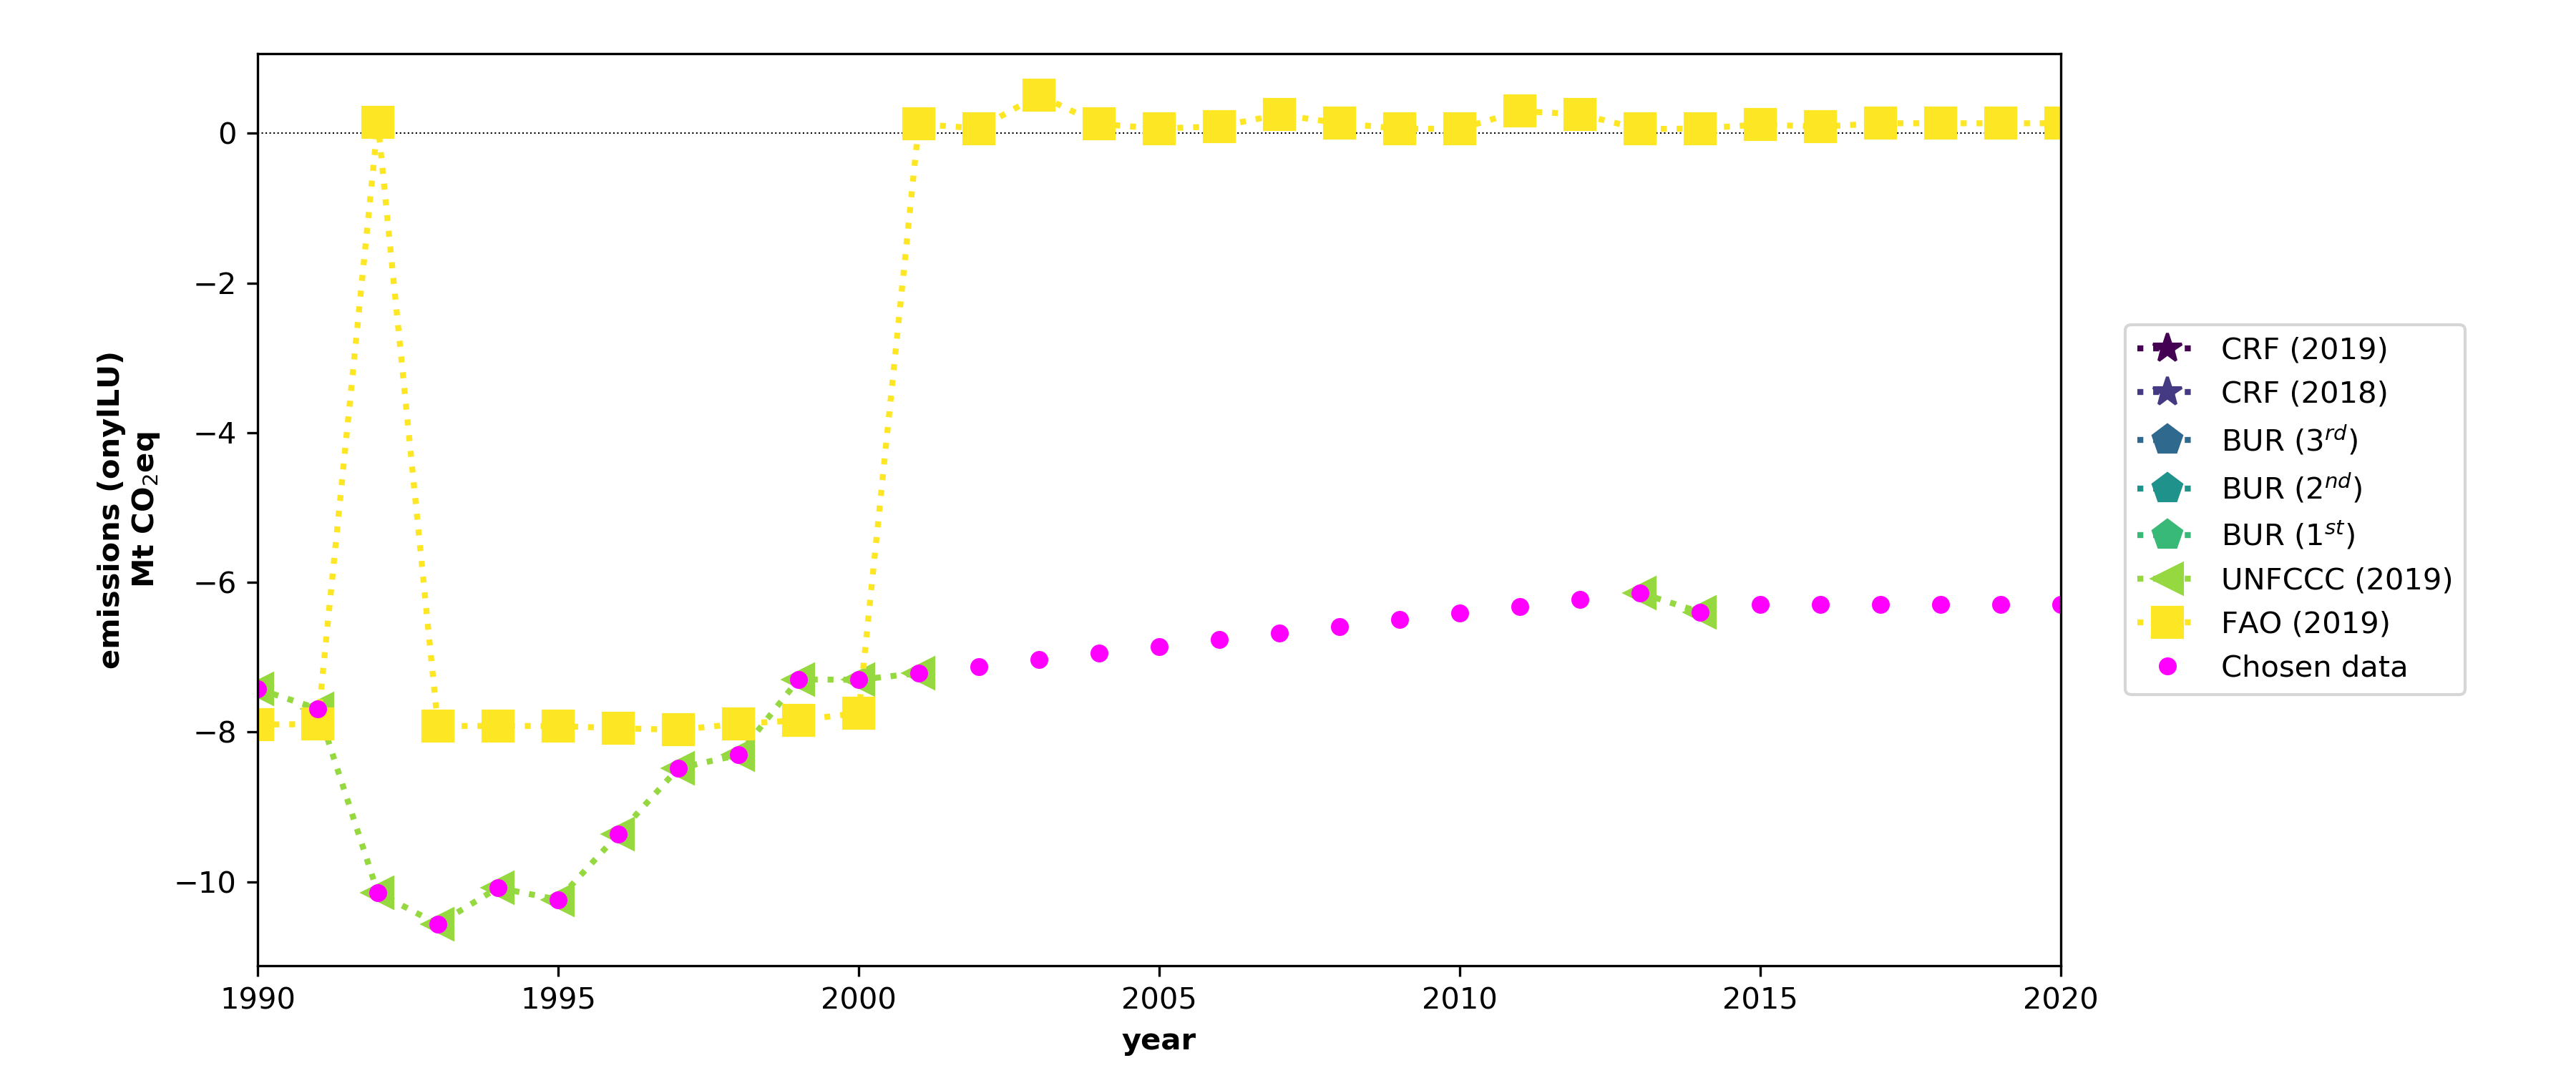 emissions (onylLU)
Mt CO₂eq
0
−2
−4
−6
−8
−10
1990 1995 2000 2005 2010 2015 2020
year
CRF (2019)
CRF (2018)
BUR (3ʳᵈ)
BUR (2ⁿᵈ)
BUR (1ˢᵗ)
UNFCCC (2019)
FAO (2019)
Chosen data